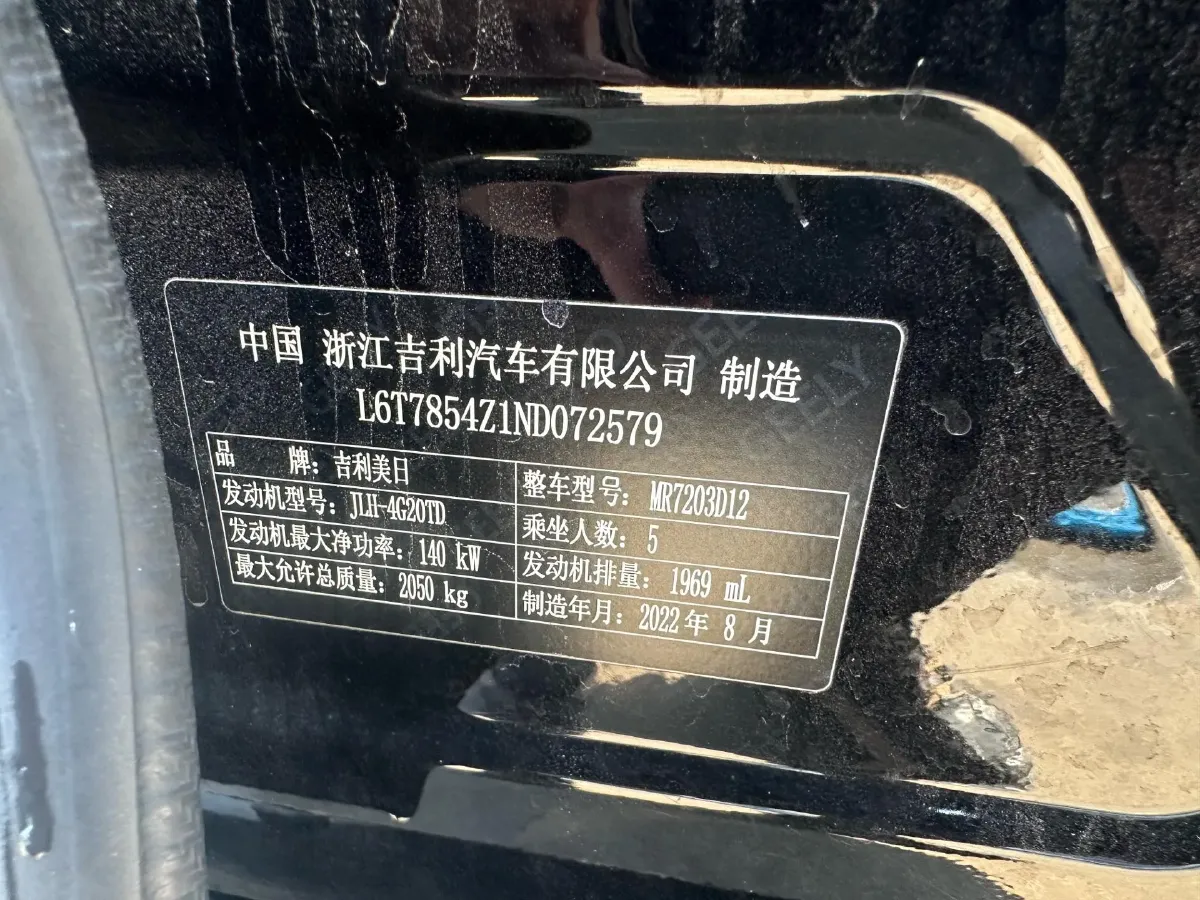 中国 浙江吉利汽车有限公司 制造
L6T7854Z1ND072579
品 牌：吉利美日 整车型号：MR7203D12
发动机型号：JLH-4G20TD 乘坐人数：5
发动机最大净功率：140 kW 发动机排量：1969 mL
最大允许总质量：2050 kg 制造年月：2022 年 8 月